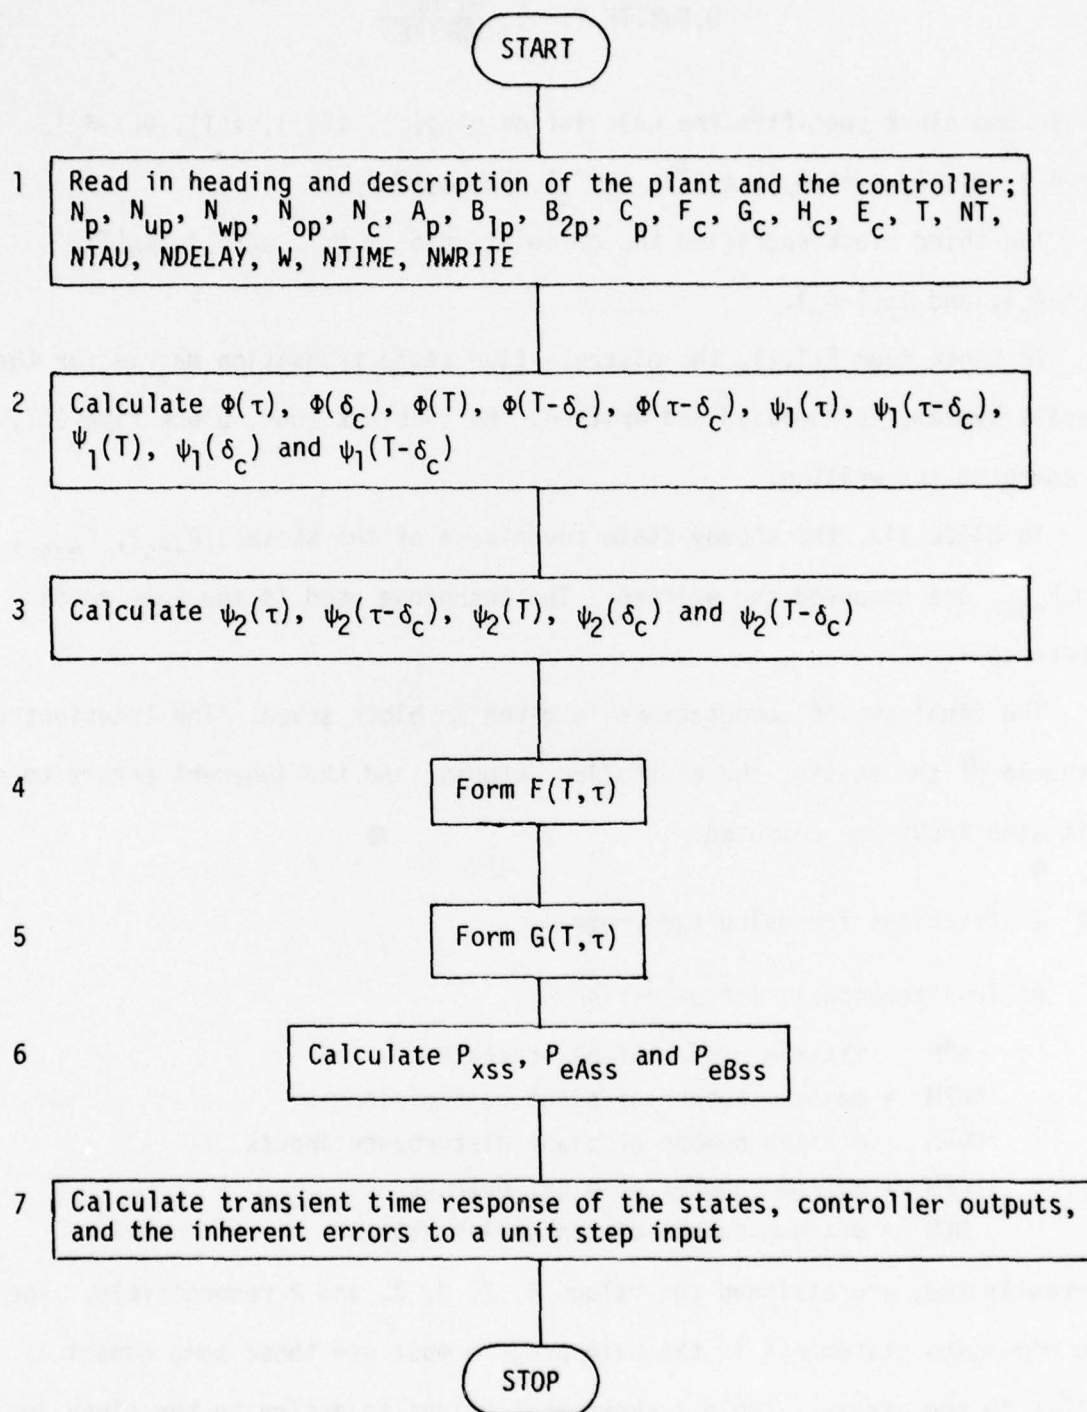 START
1 Read in heading and description of the plant and the controller;
N_p, N_up, N_wp, N_op, N_c, A_p, B_1p, B_2p, C_p, F_c, G_c, H_c, E_c, T, NT,
NTAU, NDELAY, W, NTIME, NWRITE
2 Calculate Φ(τ), Φ(δ_c), Φ(T), Φ(T-δ_c), Φ(τ-δ_c), ψ_1(τ), ψ_1(τ-δ_c),
ψ_1(T), ψ_1(δ_c) and ψ_1(T-δ_c)
3 Calculate ψ_2(τ), ψ_2(τ-δ_c), ψ_2(T), ψ_2(δ_c) and ψ_2(T-δ_c)
4 Form F(T,τ)
5 Form G(T,τ)
6 Calculate P_xss, P_eAss and P_eBss
7 Calculate transient time response of the states, controller outputs,
and the inherent errors to a unit step input
STOP